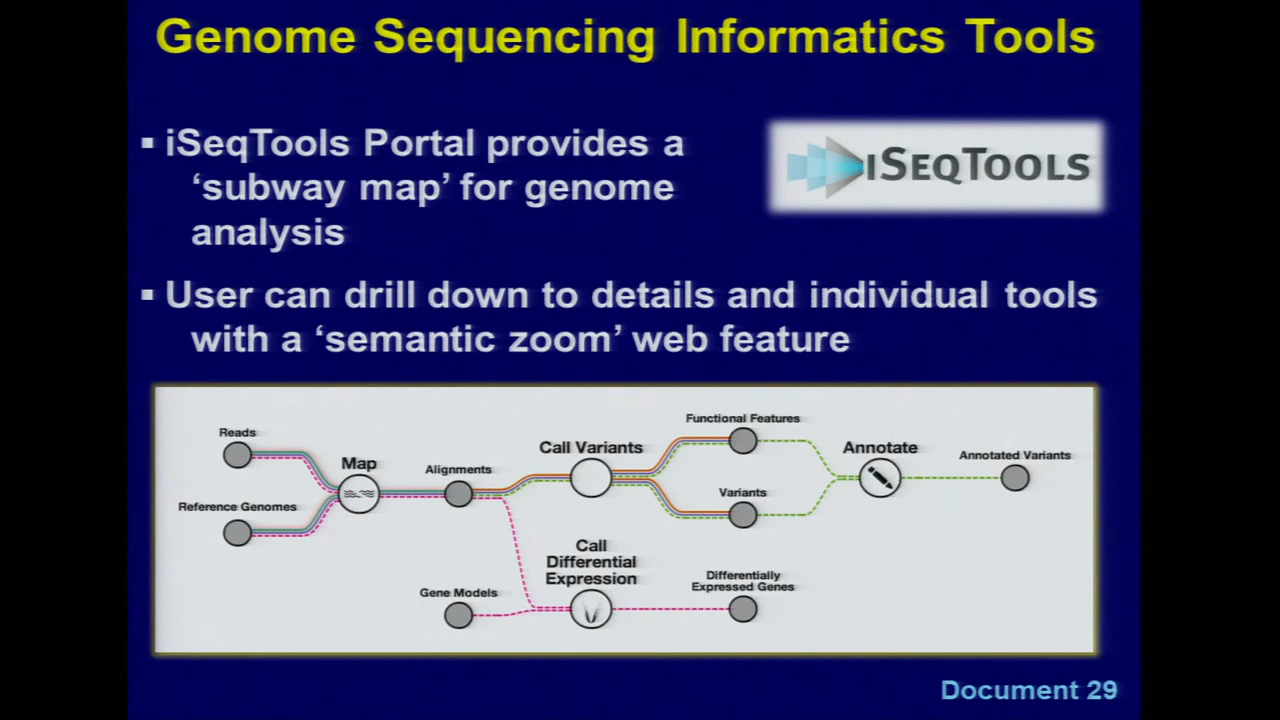 Genome Sequencing Informatics Tools
▪ iSeqTools Portal provides a
‘subway map’ for genome
analysis
iSEQTOOLS
▪ User can drill down to details and individual tools
with a ‘semantic zoom’ web feature
Reads
Reference Genomes
Map
Alignments
Gene Models
Call Variants
Call
Differential
Expression
Functional Features
Variants
Differentially
Expressed Genes
Annotate
Annotated Variants
Document 29